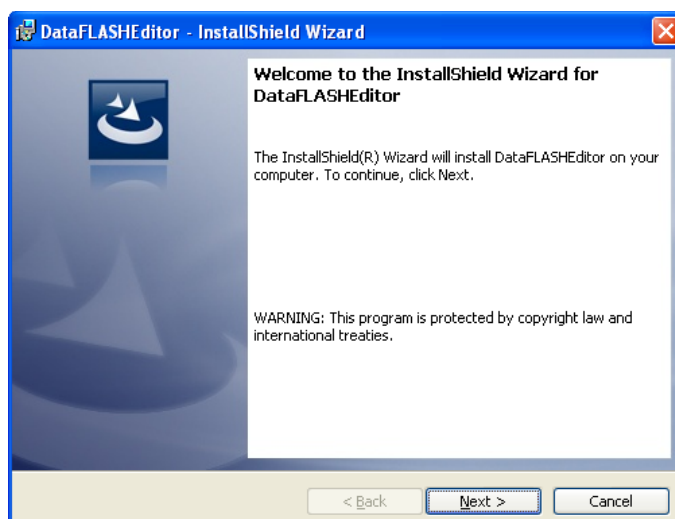 DataFLASHEditor - InstallShield Wizard
Welcome to the InstallShield Wizard for
DataFLASHEditor
The InstallShield(R) Wizard will install DataFLASHEditor on your
computer. To continue, click Next.
WARNING: This program is protected by copyright law and
international treaties.
< Back
Next >
Cancel